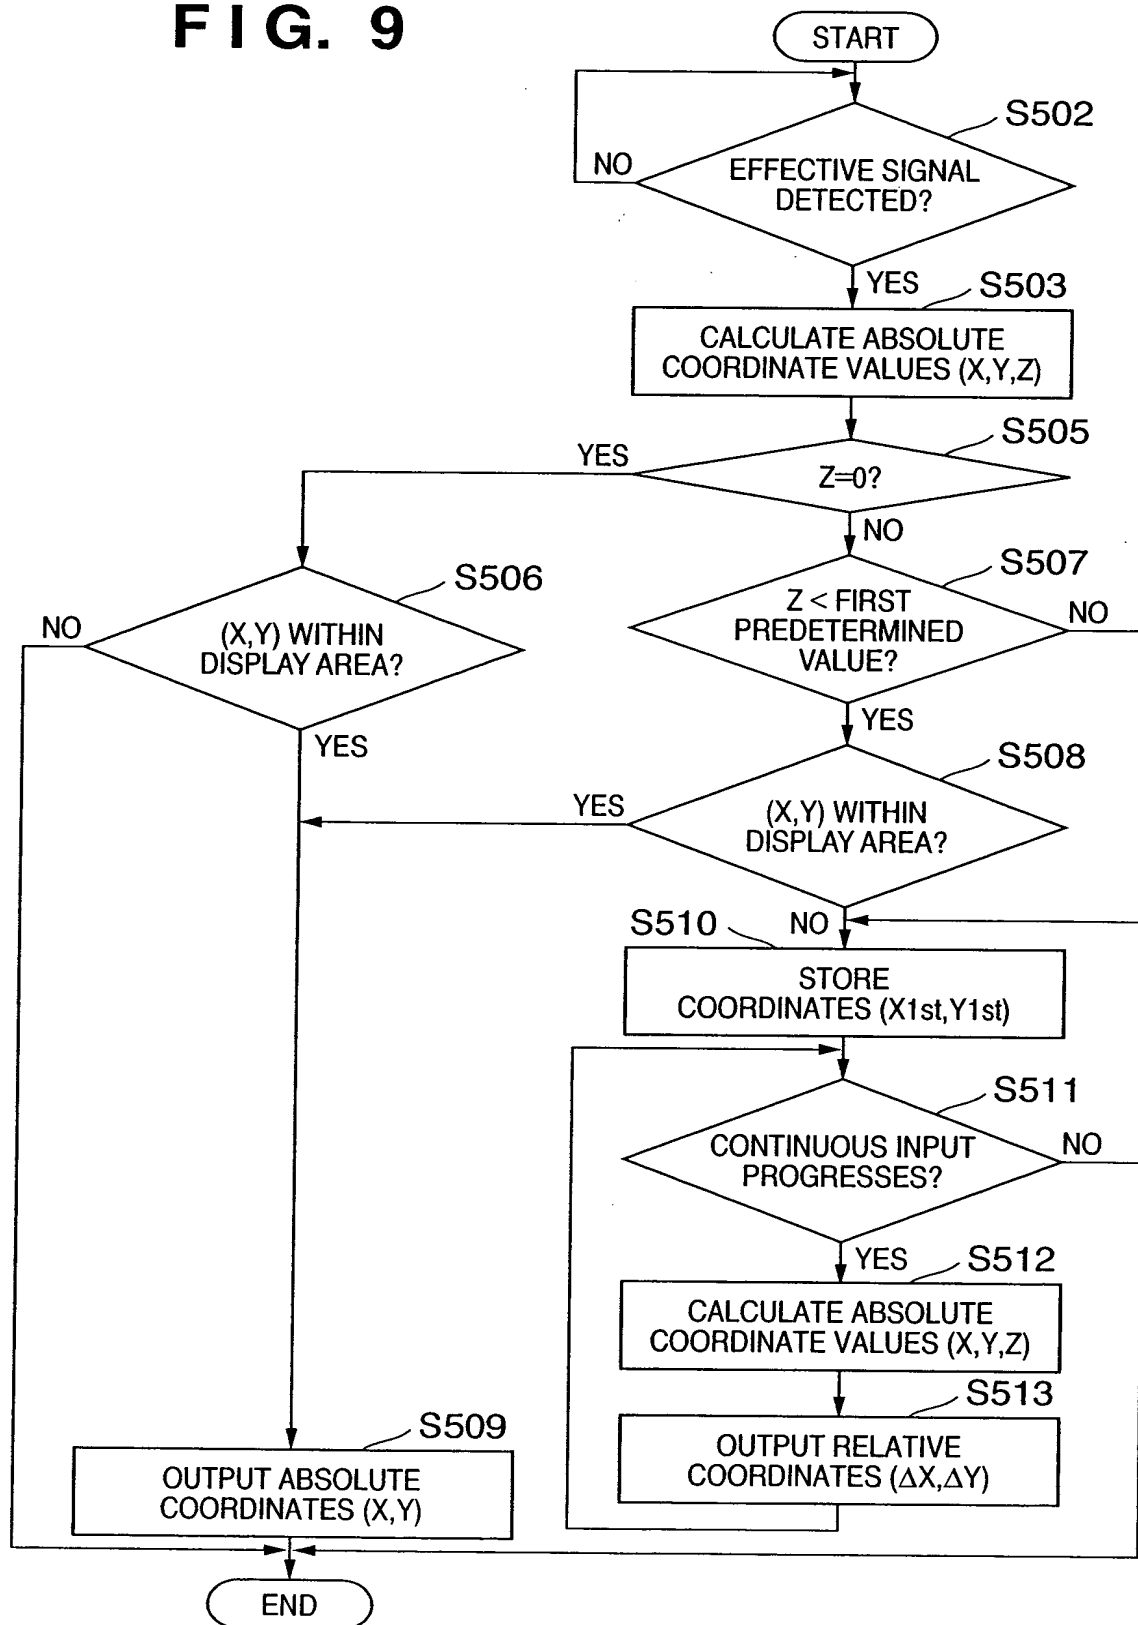 FIG. 9
START
S502
NO
EFFECTIVE SIGNAL
DETECTED?
YES
S503
CALCULATE ABSOLUTE
COORDINATE VALUES (X,Y,Z)
S505
YES
Z=0?
NO
S507
S506
Z < FIRST
PREDETERMINED
VALUE?
NO
NO
(X,Y) WITHIN
DISPLAY AREA?
YES
YES
S508
YES
(X,Y) WITHIN
DISPLAY AREA?
NO
S510
STORE
COORDINATES (X1st,Y1st)
S511
CONTINUOUS INPUT
PROGRESSES?
NO
YES
S512
CALCULATE ABSOLUTE
COORDINATE VALUES (X,Y,Z)
S513
OUTPUT RELATIVE
COORDINATES (ΔX,ΔY)
S509
OUTPUT ABSOLUTE
COORDINATES (X,Y)
END